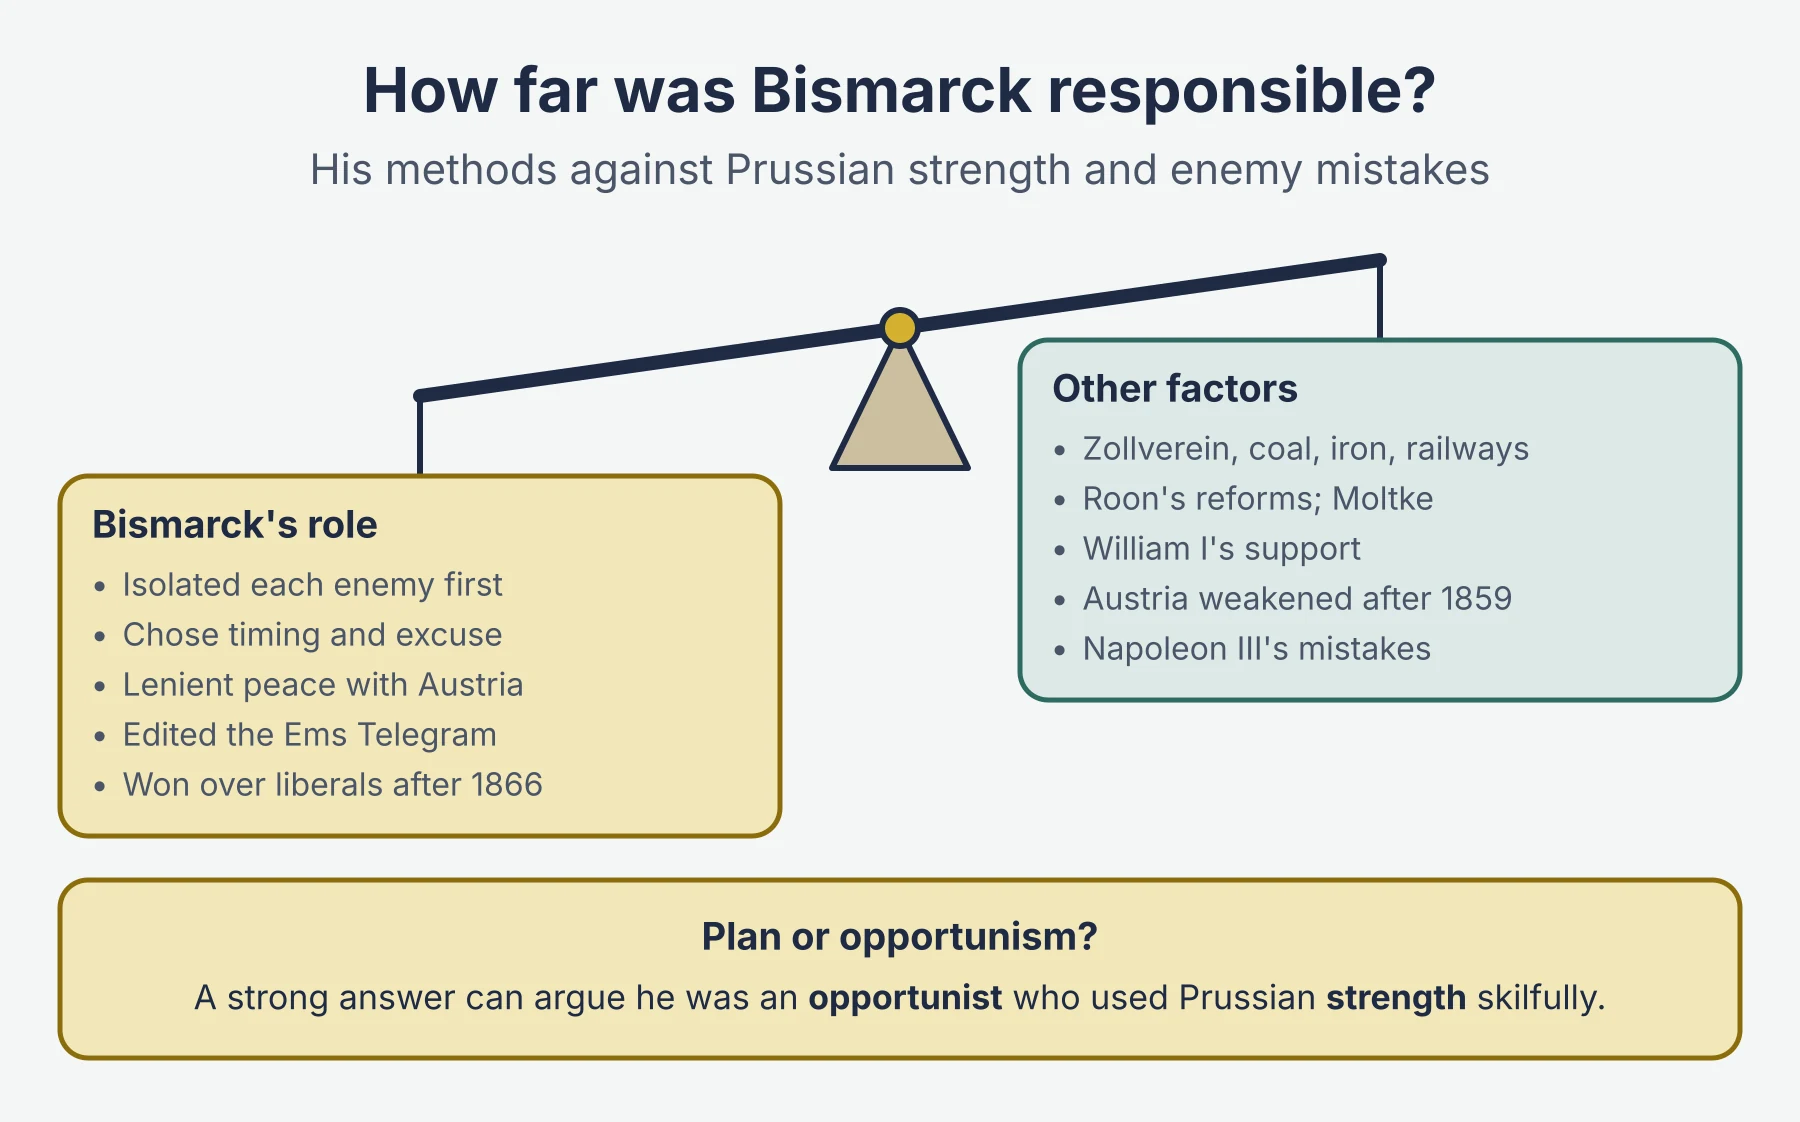 How far was Bismarck responsible?
His methods against Prussian strength and enemy mistakes
Bismarck's role
• Isolated each enemy first
• Chose timing and excuse
• Lenient peace with Austria
• Edited the Ems Telegram
• Won over liberals after 1866
Other factors
• Zollverein, coal, iron, railways
• Roon's reforms; Moltke
• William I's support
• Austria weakened after 1859
• Napoleon III's mistakes
Plan or opportunism?
A strong answer can argue he was an opportunist who used Prussian strength skilfully.